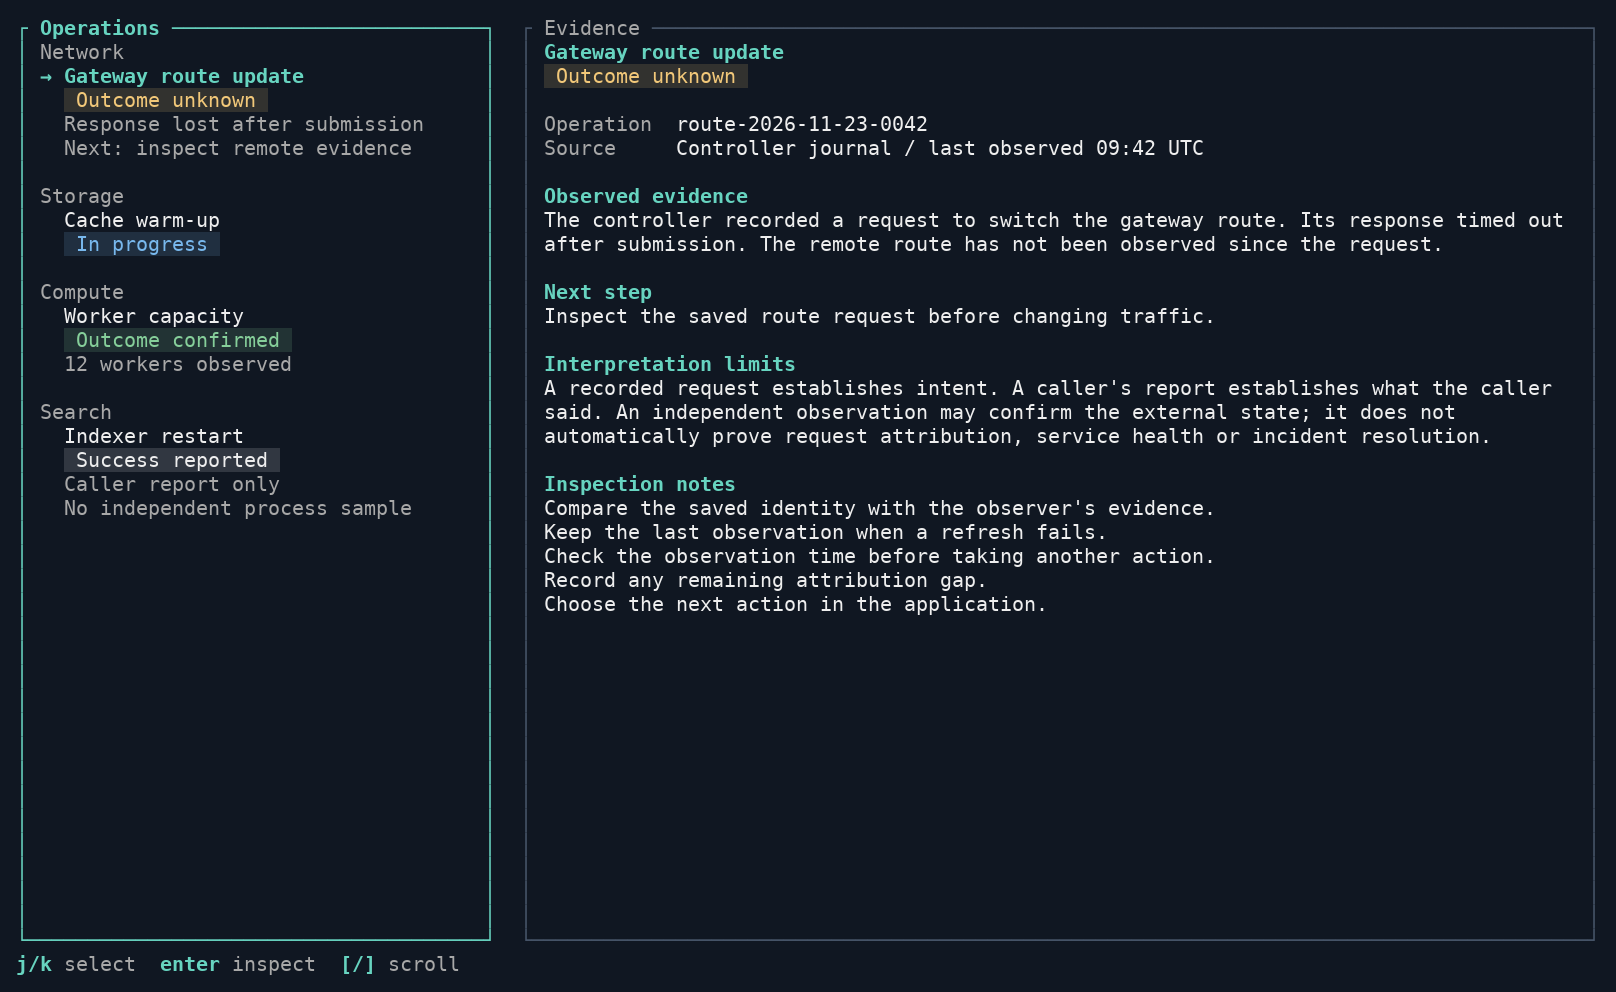 Operations
Network
→ Gateway route update
Outcome unknown
Response lost after submission
Next: inspect remote evidence
Storage
Cache warm-up
In progress
Compute
Worker capacity
Outcome confirmed
12 workers observed
Search
Indexer restart
Success reported
Caller report only
No independent process sample
Evidence
Gateway route update
Outcome unknown
Operation route-2026-11-23-0042
Source Controller journal / last observed 09:42 UTC
Observed evidence
The controller recorded a request to switch the gateway route. Its response timed out
after submission. The remote route has not been observed since the request.
Next step
Inspect the saved route request before changing traffic.
Interpretation limits
A recorded request establishes intent. A caller's report establishes what the caller
said. An independent observation may confirm the external state; it does not
automatically prove request attribution, service health or incident resolution.
Inspection notes
Compare the saved identity with the observer's evidence.
Keep the last observation when a refresh fails.
Check the observation time before taking another action.
Record any remaining attribution gap.
Choose the next action in the application.
j/k select enter inspect [/] scroll